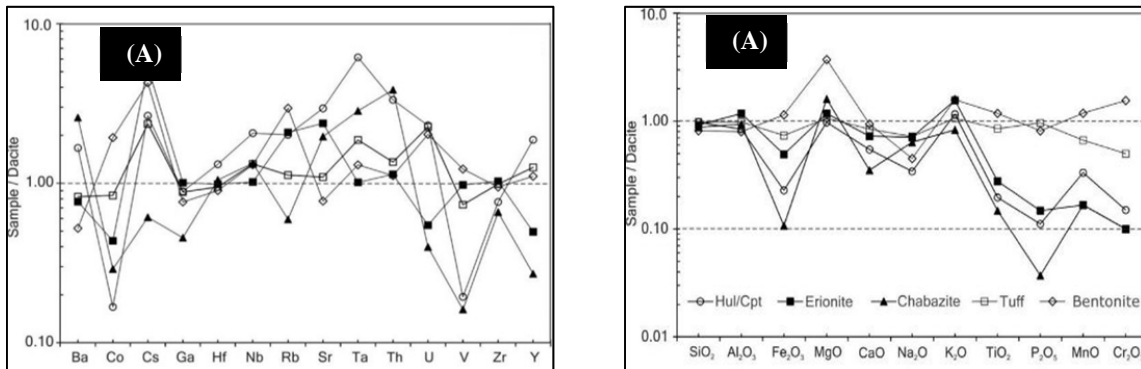 (A)
10.0
1.00
0.10
Sample / Dacite
Ba Co Cs Ga Hf Nb Rb Sr Ta Th U V Zr Y
(A)
10.0
1.00
0.10
0.01
Sample / Dacite
Hul/Cpt Erionite Chabazite Tuff Bentonite
SiO₂ Al₂O₃ Fe₂O₃ MgO CaO Na₂O K₂O TiO₂ P₂O₅ MnO